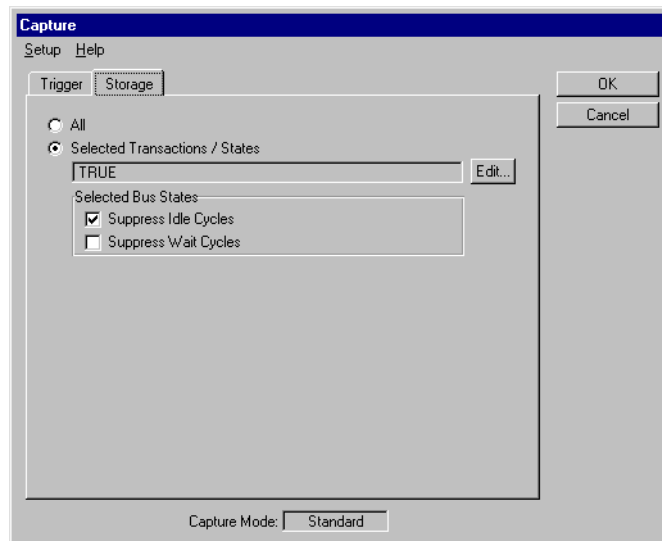 Capture
Setup Help
Trigger Storage
OK
Cancel
All
Selected Transactions / States
TRUE Edit...
Selected Bus States
Suppress Idle Cycles
Suppress Wait Cycles
Capture Mode: Standard